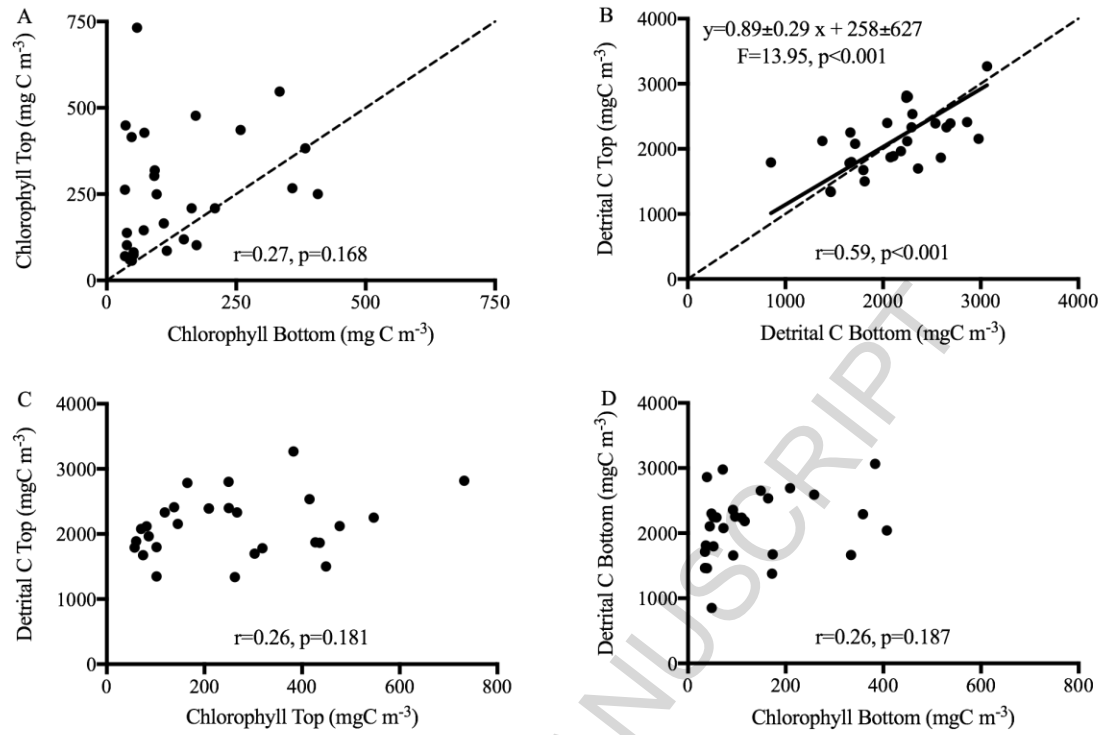 A
Chlorophyll Top (mg C m⁻³)
750
500
250
0
0 250 500 750
r=0.27, p=0.168
Chlorophyll Bottom (mg C m⁻³)
B
Detrital C Top (mgC m⁻³)
y=0.89±0.29 x + 258±627
F=13.95, p<0.001
4000
3000
2000
1000
0
0 1000 2000 3000 4000
r=0.59, p<0.001
Detrital C Bottom (mgC m⁻³)
C
Detrital C Top (mgC m⁻³)
4000
3000
2000
1000
0
0 200 400 600 800
r=0.26, p=0.181
Chlorophyll Top (mgC m⁻³)
D
Detrital C Bottom (mgC m⁻³)
4000
3000
2000
1000
0
0 200 400 600 800
r=0.26, p=0.187
Chlorophyll Bottom (mgC m⁻³)
NUSCRIPT